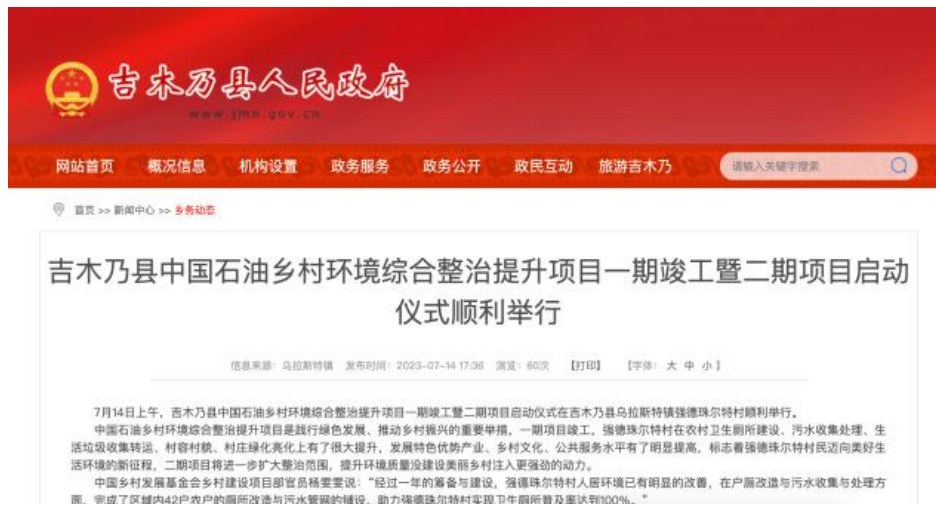 吉木乃县人民政府
www.jmn.gov.cn
网站首页 概况信息 机构设置 政务服务 政务公开 政民互动 旅游吉木乃 请输入关键字搜索
首页 >> 新闻中心 >> 乡务动态
吉木乃县中国石油乡村环境综合整治提升项目一期竣工暨二期项目启动
仪式顺利举行
信息来源：乌拉斯特镇 发布时间：2023-07-14 17:36 浏览：60次 【打印】 【字体：大 中 小】
7月14日上午，吉木乃县中国石油乡村环境综合整治提升项目一期竣工暨二期项目启动仪式在吉木乃县乌拉斯特镇强德珠尔特村顺利举行。
中国石油乡村环境综合整治提升项目是践行绿色发展、推动乡村振兴的重要举措，一期项目竣工，强德珠尔特村在农村卫生厕所建设、污水收集处理、生
活垃圾收集转运、村容村貌、村庄绿化亮化上有了很大提升，发展特色优势产业、乡村文化、公共服务水平有了明显提高，标志着强德珠尔特村民迈向美好生
活环境的新征程，二期项目将进一步扩大整治范围，提升环境质量没建设美丽乡村注入更强劲的动力。
中国乡村发展基金会乡村建设项目部官员杨雯雯说：“经过一年的筹备与建设，强德珠尔特村人居环境已有明显的改善，在户厕改造与污水收集与处理方
面，完成了区域内42户农户的厕所改造与污水管网的铺设，助力强德珠尔特村实现卫生厕所普及率达到100%。”